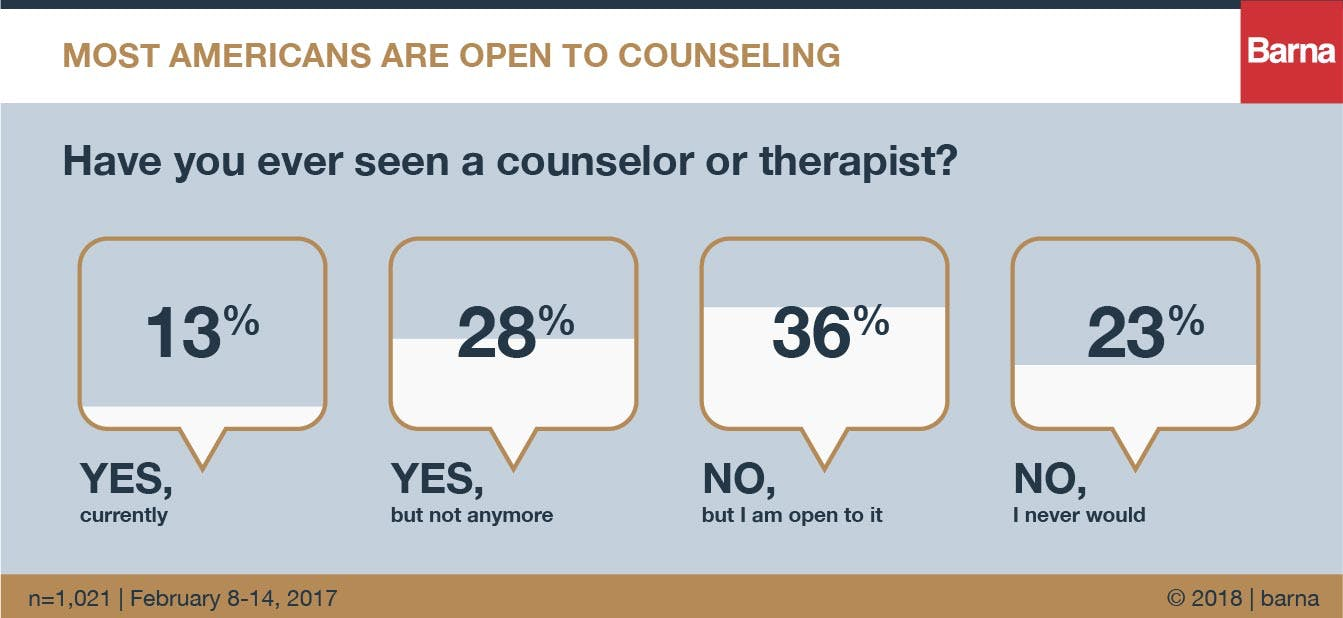 MOST AMERICANS ARE OPEN TO COUNSELING
Barna
Have you ever seen a counselor or therapist?
13%
28%
36%
23%
YES,
currently
YES,
but not anymore
NO,
but I am open to it
NO,
I never would
n=1,021 | February 8-14, 2017
© 2018 | barna